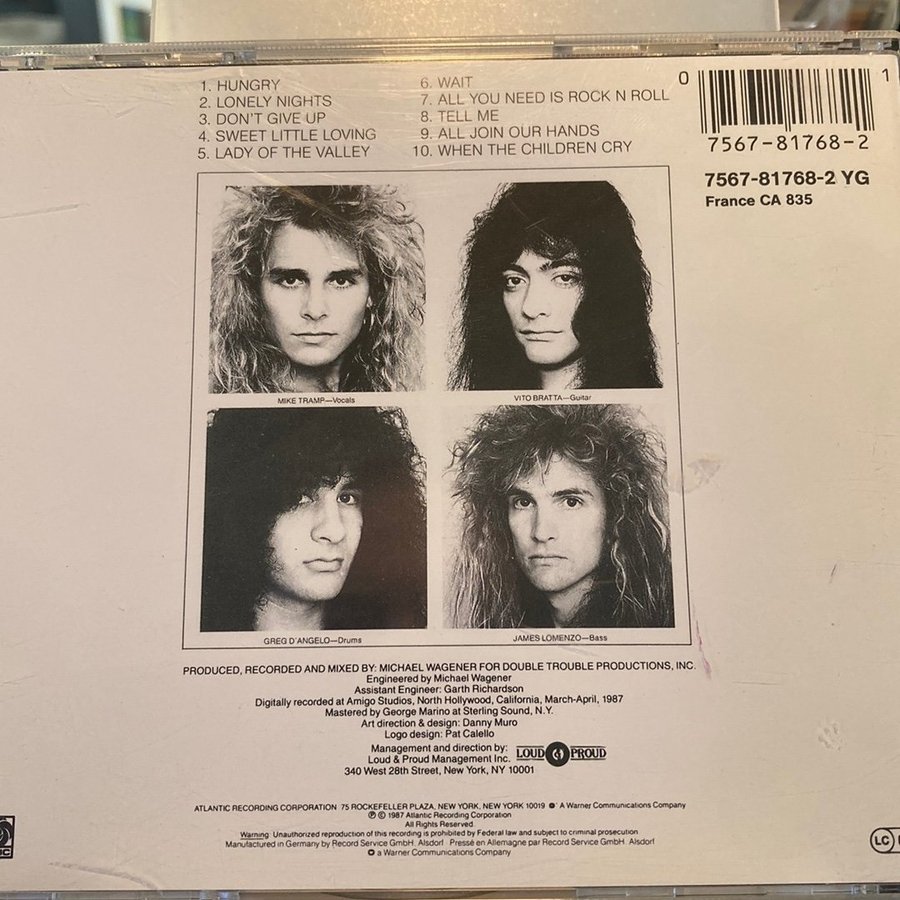 1. HUNGRY
2. LONELY NIGHTS
3. DON'T GIVE UP
4. SWEET LITTLE LOVING
5. LADY OF THE VALLEY
6. WAIT
7. ALL YOU NEED IS ROCK N ROLL
8. TELL ME
9. ALL JOIN OUR HANDS
10. WHEN THE CHILDREN CRY
0 1
7567-81768-2
7567-81768-2 YG
France CA 835
MIKE TRAMP—Vocals
VITO BRATTA—Guitar
GREG D'ANGELO—Drums
JAMES LOMENZO—Bass
PRODUCED, RECORDED AND MIXED BY: MICHAEL WAGENER FOR DOUBLE TROUBLE PRODUCTIONS, INC.
Engineered by Michael Wagener
Assistant Engineer: Garth Richardson
Digitally recorded at Amigo Studios, North Hollywood, California, March-April, 1987
Mastered by George Marino at Sterling Sound, N.Y.
Art direction & design: Danny Muro
Logo design: Pat Calello
Management and direction by:
Loud & Proud Management Inc.
LOUD & PROUD
340 West 28th Street, New York, NY 10001
ATLANTIC RECORDING CORPORATION 75 ROCKEFELLER PLAZA, NEW YORK, NEW YORK 10019 A Warner Communications Company
℗ © 1987 Atlantic Recording Corporation
All Rights Reserved
Warning: Unauthorized reproduction of this recording is prohibited by Federal law and subject to criminal prosecution
Manufactured in Germany by Record Service GmbH. Alsdorf Pressé en Allemagne par Record Service GmbH. Alsdorf
a Warner Communications Company
LC